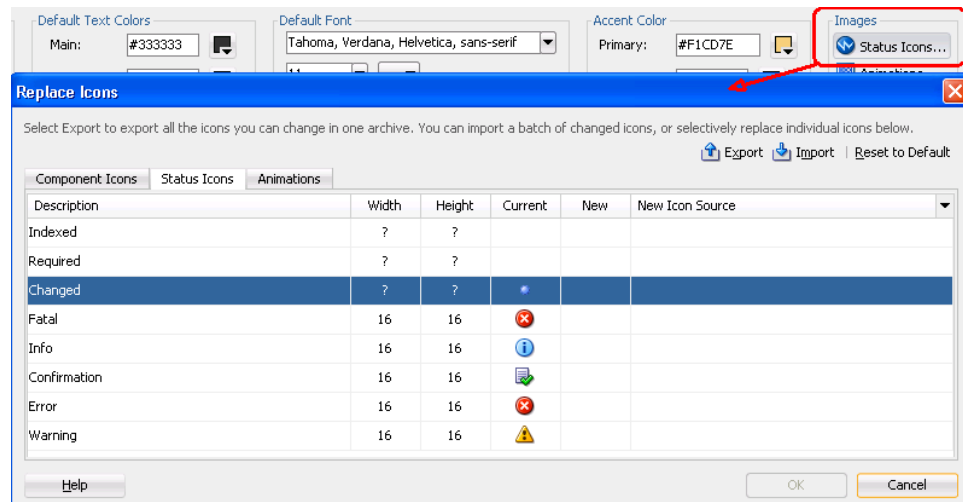 Default Text Colors Default Font Accent Color Images
Main: #333333 Tahoma, Verdana, Helvetica, sans-serif Primary: #F1CD7E Status Icons...
Replace Icons
Select Export to export all the icons you can change in one archive. You can import a batch of changed icons, or selectively replace individual icons below.
Export Import | Reset to Default
Component Icons Status Icons Animations
Description Width Height Current New New Icon Source
Indexed ? ?
Required ? ?
Changed ? ?
Fatal 16 16
Info 16 16
Confirmation 16 16
Error 16 16
Warning 16 16
Help OK Cancel